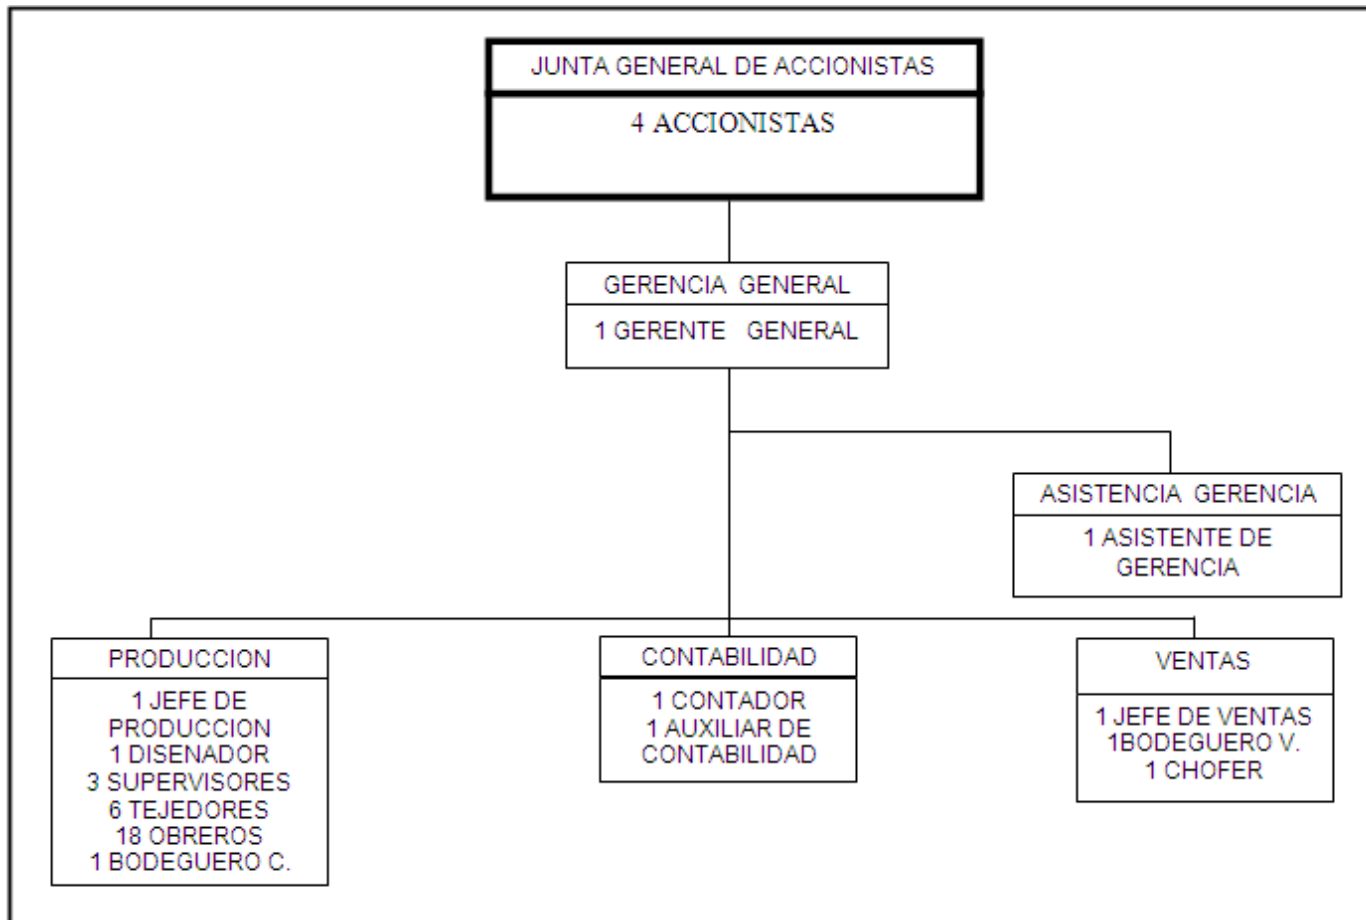 JUNTA GENERAL DE ACCIONISTAS
4 ACCIONISTAS
GERENCIA GENERAL
1 GERENTE GENERAL
ASISTENCIA GERENCIA
1 ASISTENTE DE
GERENCIA
PRODUCCION
1 JEFE DE
PRODUCCION
1 DISENADOR
3 SUPERVISORES
6 TEJEDORES
18 OBREROS
1 BODEGUERO C.
CONTABILIDAD
1 CONTADOR
1 AUXILIAR DE
CONTABILIDAD
VENTAS
1 JEFE DE VENTAS
1BODEGUERO V.
1 CHOFER